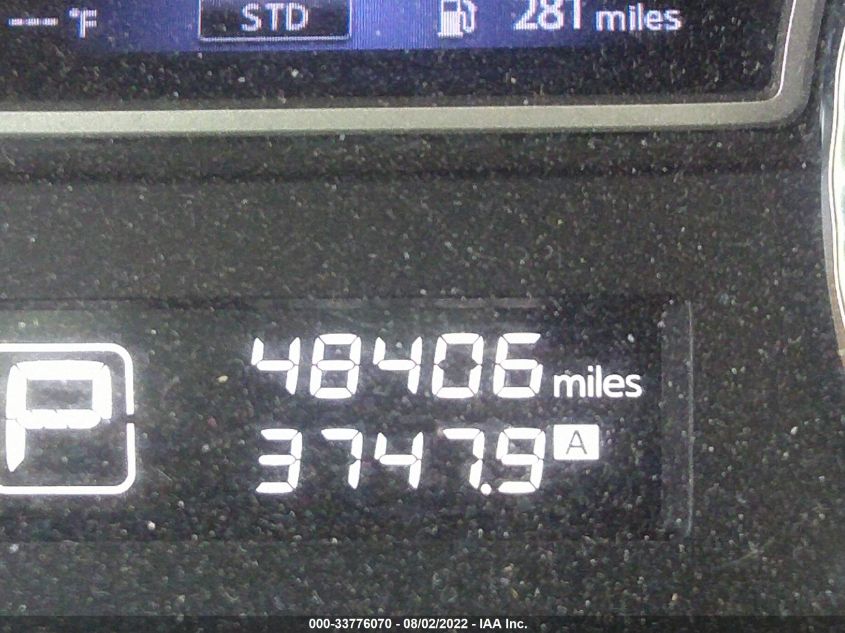 ---°F STD 281 miles
P
48406 miles
3747.9 A
000-33776070 - 08/02/2022 - IAA Inc.